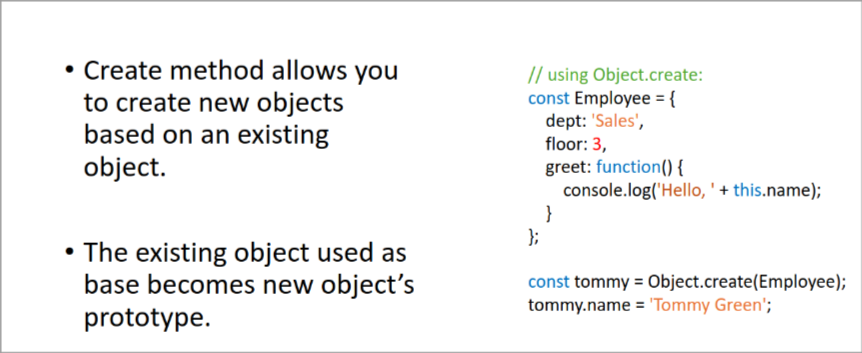 • Create method allows you
to create new objects
based on an existing
object.
• The existing object used as
base becomes new object’s
prototype.
// using Object.create:
const Employee = {
dept: 'Sales',
floor: 3,
greet: function() {
console.log('Hello, ' + this.name);
}
};
const tommy = Object.create(Employee);
tommy.name = 'Tommy Green';